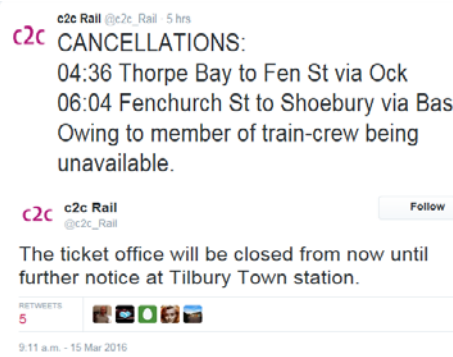 c2c Rail @c2c_Rail · 5 hrs
c2c
CANCELLATIONS:
04:36 Thorpe Bay to Fen St via Ock
06:04 Fenchurch St to Shoebury via Bas
Owing to member of train-crew being
unavailable.
c2c
c2c Rail
@c2c_Rail
Follow
The ticket office will be closed from now until
further notice at Tilbury Town station.
RETWEETS
5
9:11 a.m. - 15 Mar 2016